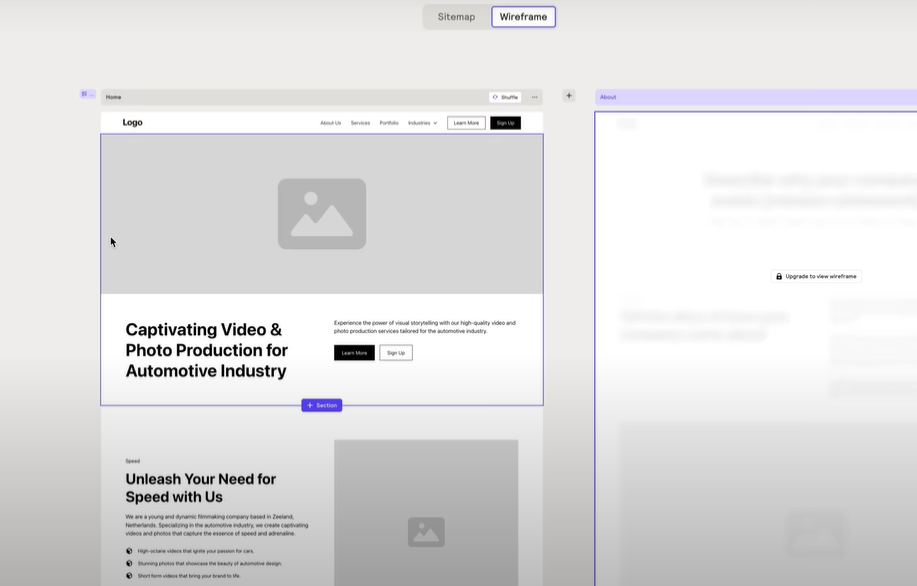 Sitemap
Wireframe
Home
Shuffle
About
Logo
About Us
Services
Portfolio
Industries
Learn More
Sign Up
Captivating Video &
Photo Production for
Automotive Industry
Experience the power of visual storytelling with our high-quality video and
photo production services tailored for the automotive industry.
Learn More
Sign Up
+ Section
Upgrade to view wireframe
Speed
Unleash Your Need for
Speed with Us
We are a young and dynamic filmmaking company based in Zeeland,
Netherlands. Specializing in the automotive industry, we create captivating
videos and photos that capture the essence of speed and adrenaline.
High-octane videos that ignite your passion for cars.
Stunning photos that showcase the beauty of automotive design.
Short form videos that bring your brand to life.